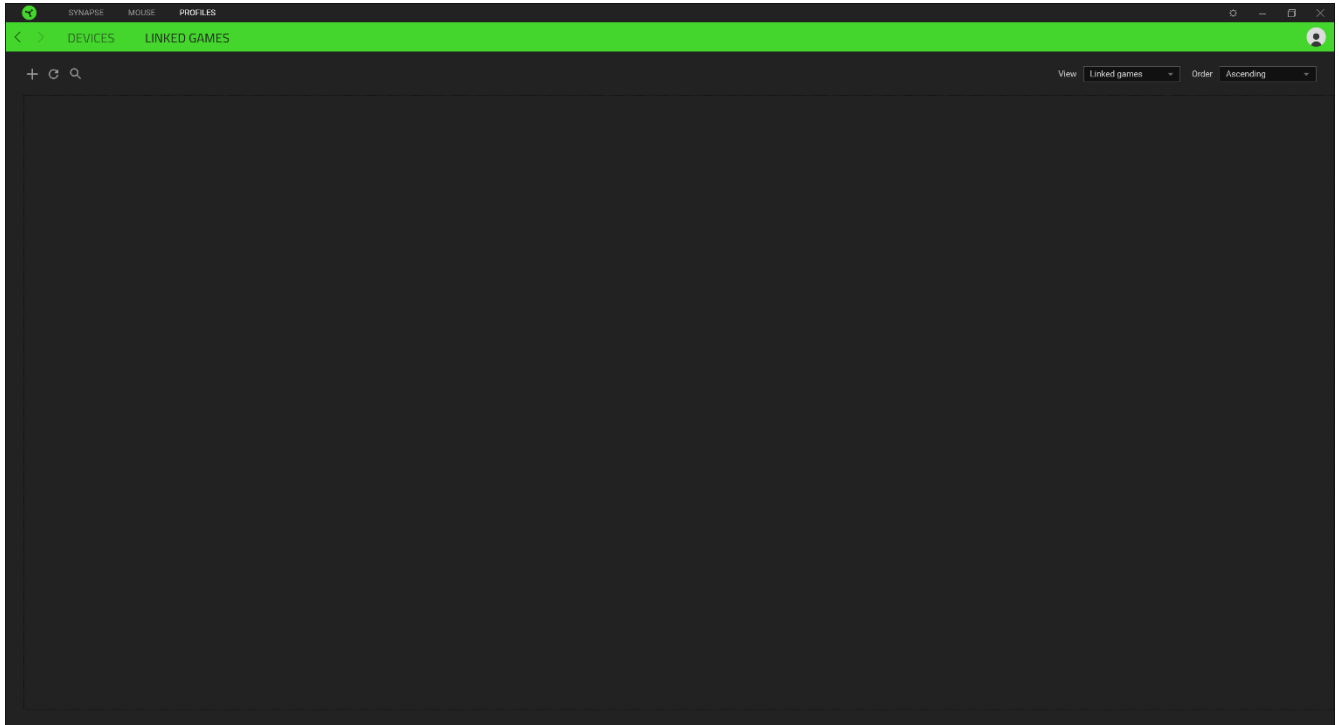 SYNAPSE MOUSE PROFILES
DEVICES LINKED GAMES
View Linked games Order Ascending